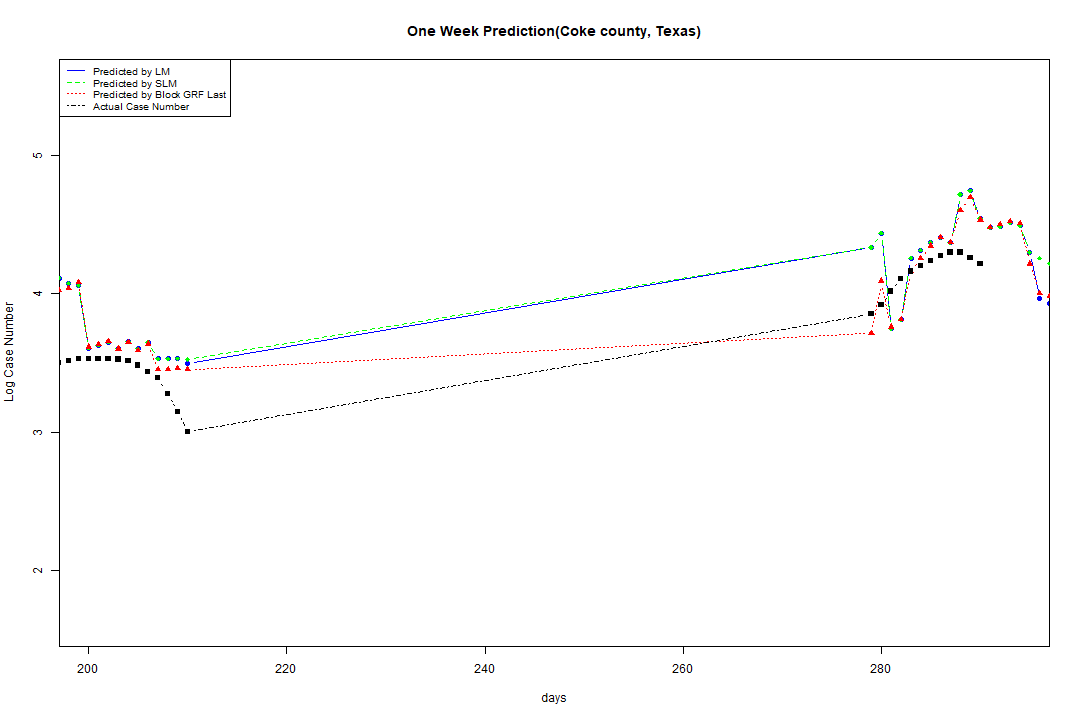 One Week Prediction(Coke county, Texas)
Predicted by LM
Predicted by SLM
Predicted by Block GRF Last
Actual Case Number
5
4
3
2
Log Case Number
200 220 240 260 280
days